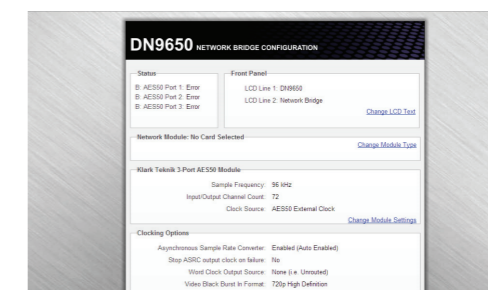 DN9650 NETWORK BRIDGE CONFIGURATION
Status
B: AES50 Port 1: Error
B: AES50 Port 2: Error
B: AES50 Port 3: Error
Front Panel
LCD Line 1: DN9650
LCD Line 2: Network Bridge
Change LCD Text
Network Module: No Card Selected
Change Module Type
Klark Teknik 3-Port AES50 Module
Sample Frequency: 96 kHz
Input/Output Channel Count: 72
Clock Source: AES50 External Clock
Change Module Settings
Clocking Options
Asynchronous Sample Rate Converter: Enabled (Auto Enabled)
Stop ASRC output clock on failure: No
Word Clock Output Source: None (i.e. Unrouted)
Video Black Burst In Format: 720p High Definition